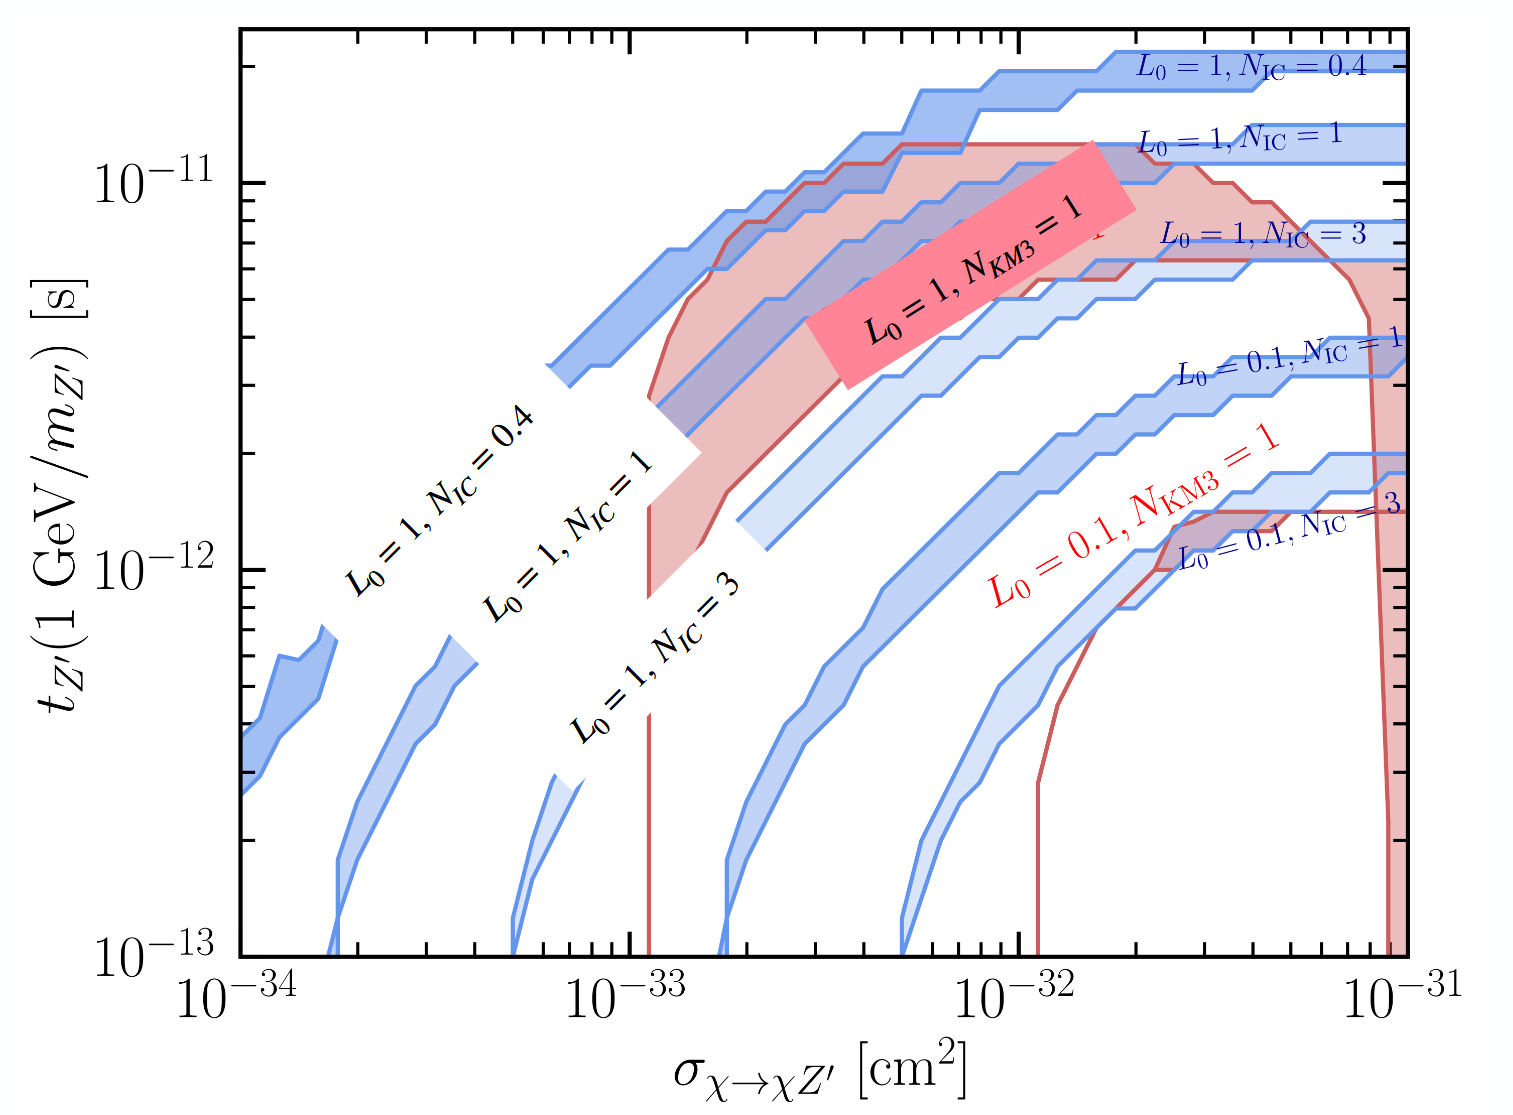 L₀ = 1, N_IC = 0.4
L₀ = 1, N_IC = 1
L₀ = 1, N_KM3 = 1
1
L₀ = 1, N_IC = 3
L₀ = 0.1, N_IC = 1
L₀ = 1, N_IC = 0.4
L₀ = 1, N_IC = 1
L₀ = 0.1, N_KM3 = 1
L₀ = 0.1, N_IC = 3
L₀ = 1, N_IC = 3
10⁻¹¹
10⁻¹²
10⁻¹³
t_Z′(1 GeV/m_Z′) [s]
10⁻³⁴ 10⁻³³ 10⁻³² 10⁻³¹
σ_χ→χZ′ [cm²]